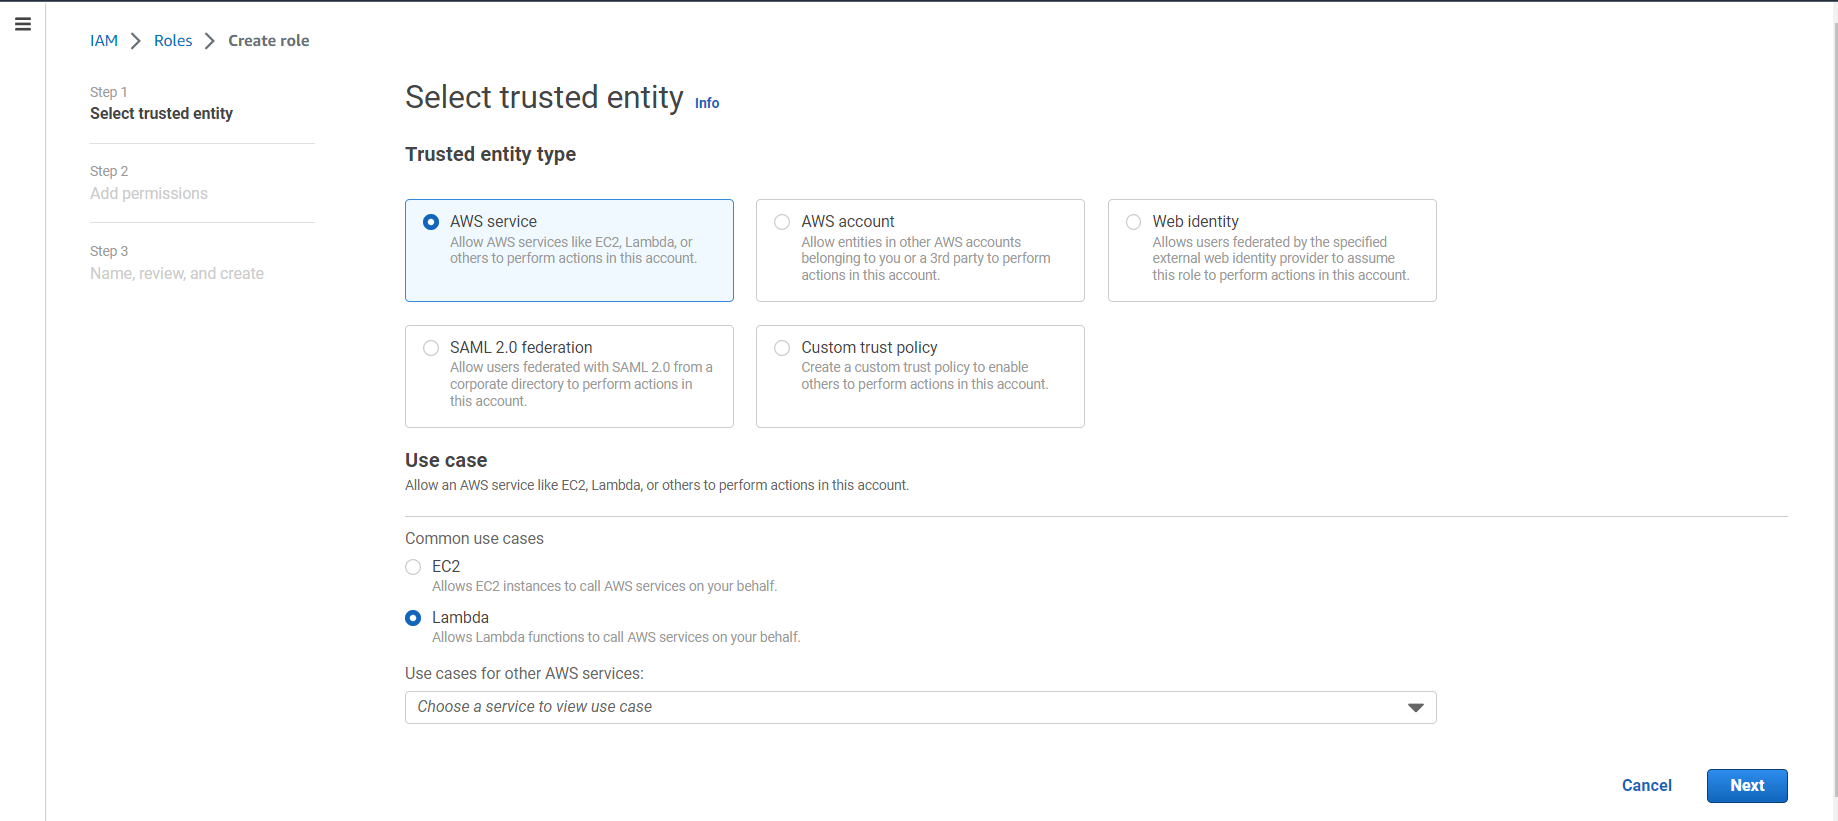 IAM > Roles > Create role
Step 1
Select trusted entity
Step 2
Add permissions
Step 3
Name, review, and create
Select trusted entity Info
Trusted entity type
AWS service
Allow AWS services like EC2, Lambda, or
others to perform actions in this account.
AWS account
Allow entities in other AWS accounts
belonging to you or a 3rd party to perform
actions in this account.
Web identity
Allows users federated by the specified
external web identity provider to assume
this role to perform actions in this account.
SAML 2.0 federation
Allow users federated with SAML 2.0 from a
corporate directory to perform actions in
this account.
Custom trust policy
Create a custom trust policy to enable
others to perform actions in this account.
Use case
Allow an AWS service like EC2, Lambda, or others to perform actions in this account.
Common use cases
EC2
Allows EC2 instances to call AWS services on your behalf.
Lambda
Allows Lambda functions to call AWS services on your behalf.
Use cases for other AWS services:
Choose a service to view use case
Cancel Next